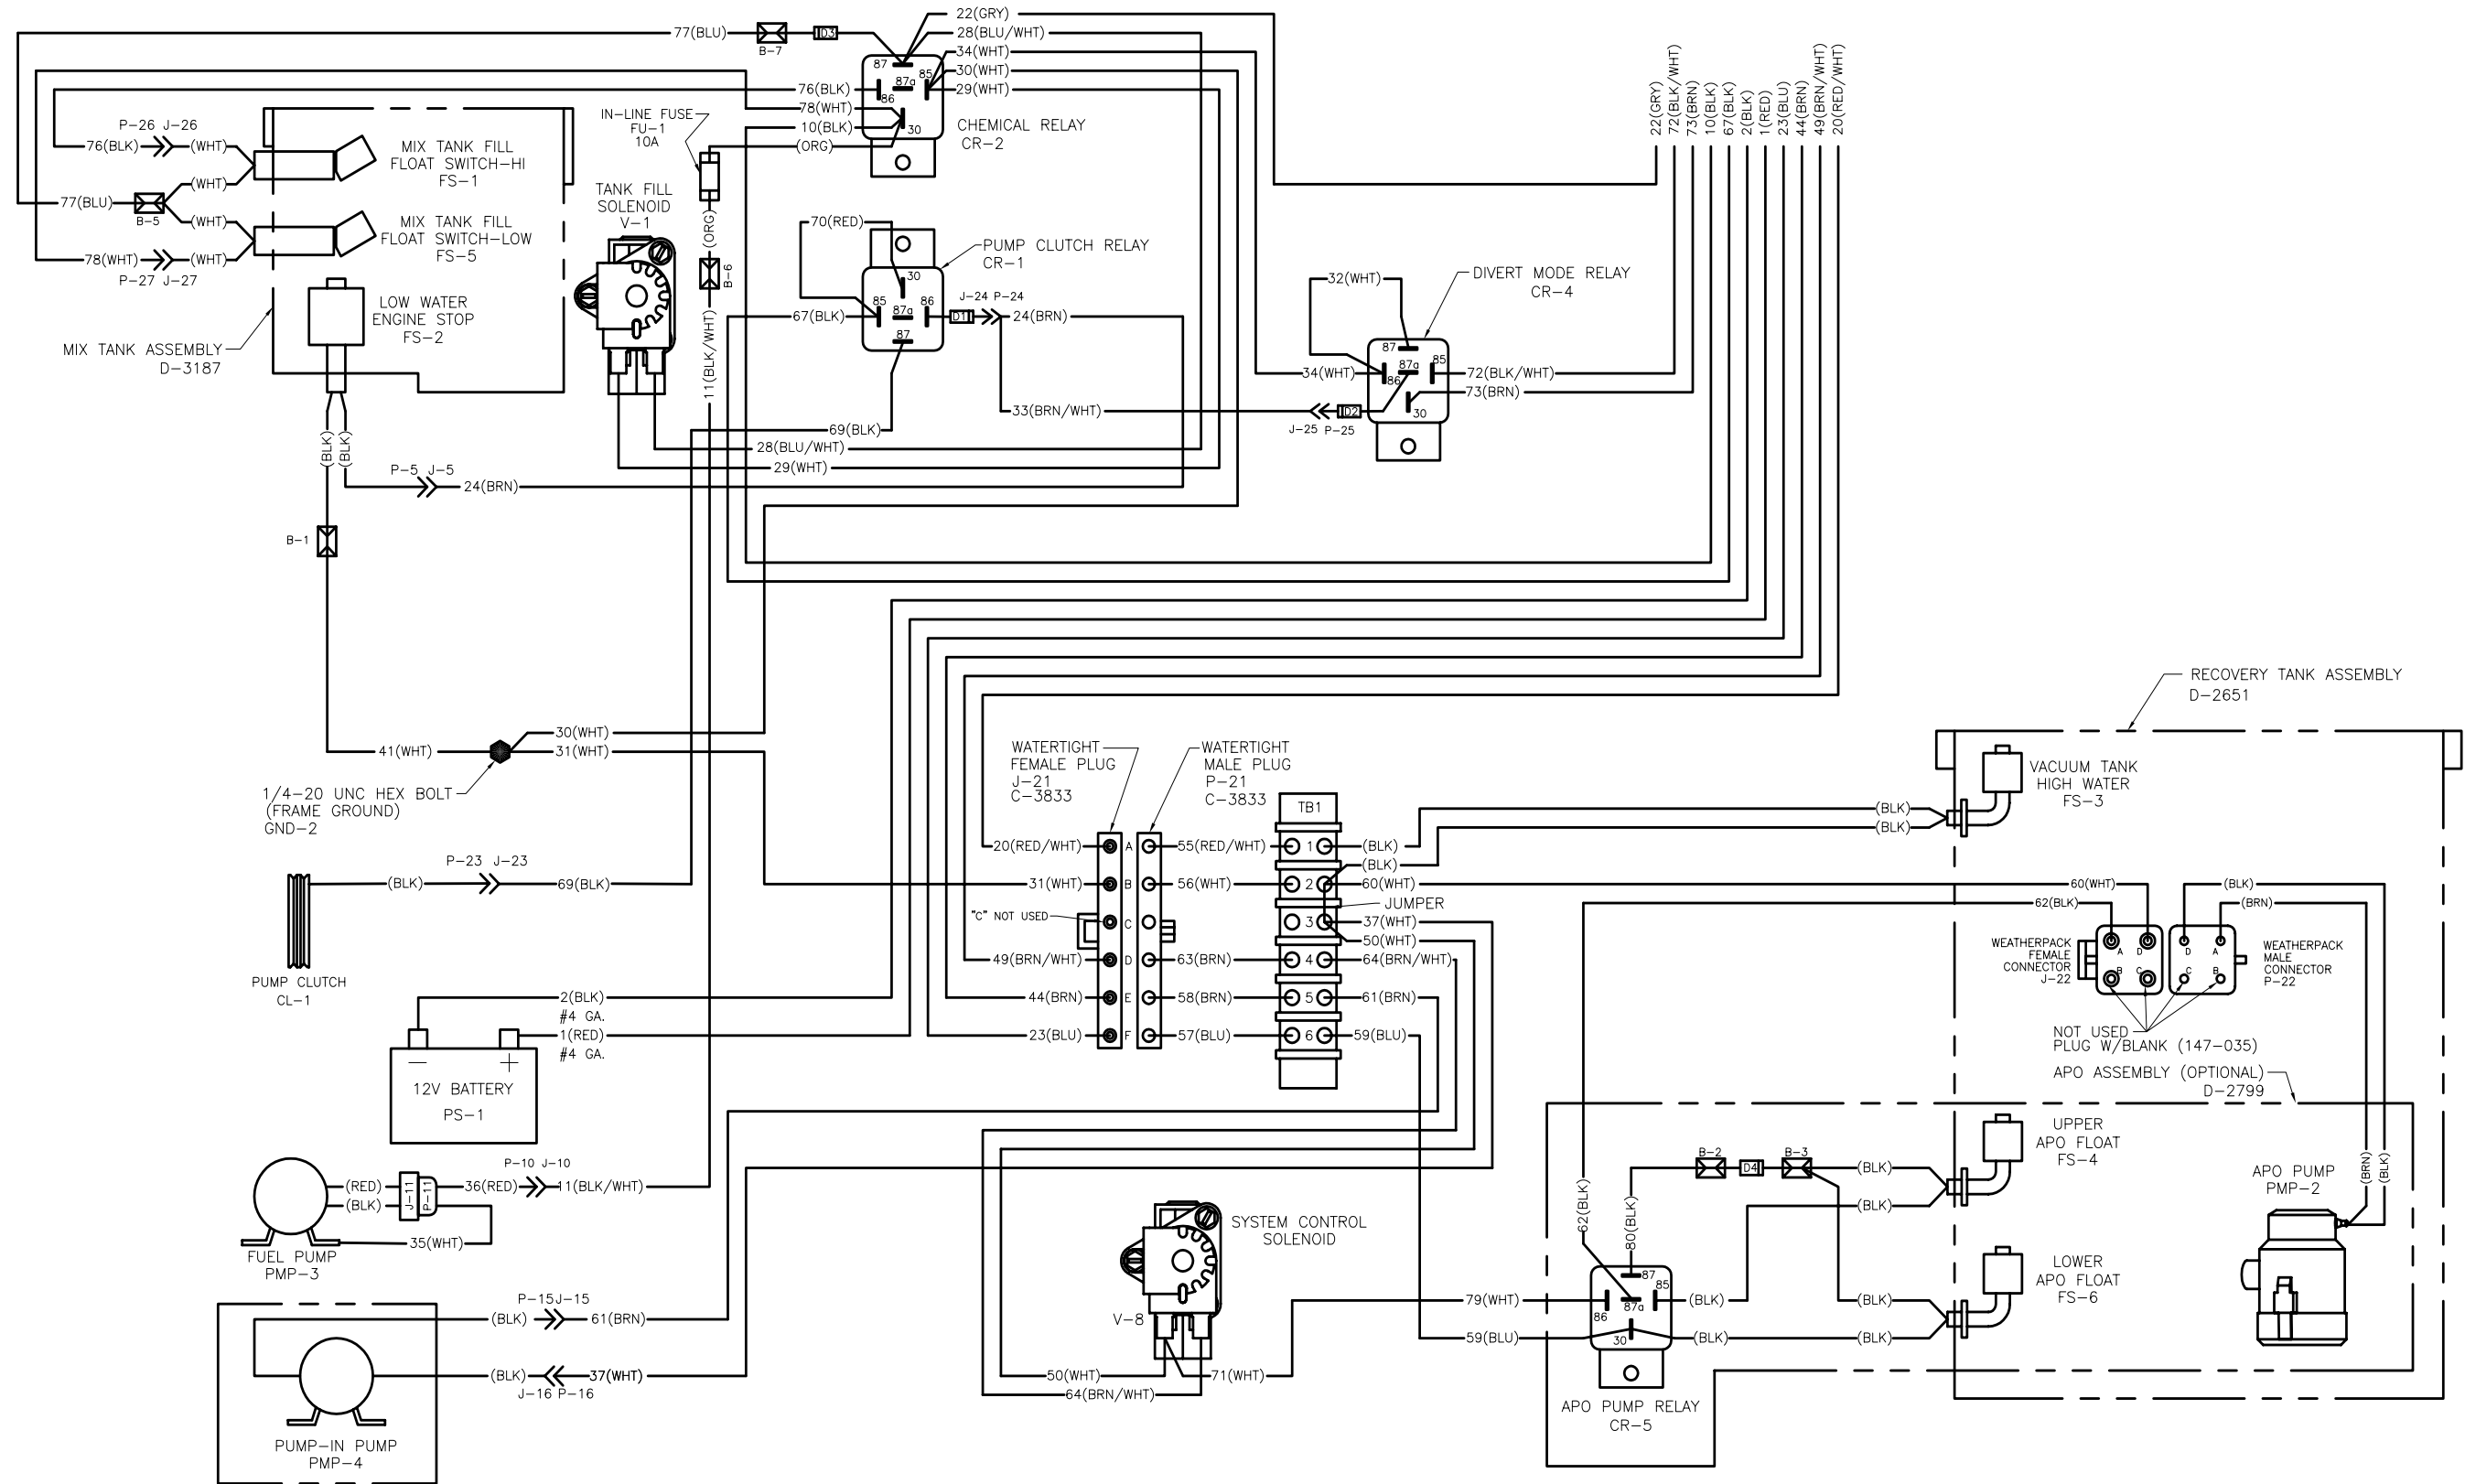 22(GRY)
28(BLU/WHT)
34(WHT)
30(WHT)
29(WHT)
77(BLU)
B-7
D3
87
87a
85
86
30
76(BLK)
78(WHT)
10(BLK)
(ORG)
CHEMICAL RELAY
CR-2
IN-LINE FUSE
FU-1
10A
22(GRY)
72(BLK/WHT)
73(BRN)
10(BLK)
67(BLK)
2(BLK)
1(RED)
23(BLU)
44(BRN)
49(BRN/WHT)
20(RED/WHT)
P-26 J-26
76(BLK)
(WHT)
MIX TANK FILL
FLOAT SWITCH-HI
FS-1
(WHT)
77(BLU)
B-5
(WHT)
MIX TANK FILL
FLOAT SWITCH-LOW
FS-5
78(WHT)
(WHT)
P-27 J-27
LOW WATER
ENGINE STOP
FS-2
MIX TANK ASSEMBLY
D-3187
TANK FILL
SOLENOID
V-1
(ORG)
B-6
11(BLK/WHT)
70(RED)
PUMP CLUTCH RELAY
CR-1
30
85
86
87a
87
67(BLK)
J-24 P-24
D1
24(BRN)
69(BLK)
28(BLU/WHT)
29(WHT)
32(WHT)
DIVERT MODE RELAY
CR-4
87
87a
85
86
30
34(WHT)
72(BLK/WHT)
73(BRN)
33(BRN/WHT)
D2
J-25 P-25
(BLK)
(BLK)
P-5 J-5
24(BRN)
B-1
41(WHT)
30(WHT)
31(WHT)
1/4-20 UNC HEX BOLT
(FRAME GROUND)
GND-2
P-23 J-23
(BLK)
69(BLK)
PUMP CLUTCH
CL-1
2(BLK)
#4 GA.
1(RED)
#4 GA.
12V BATTERY
PS-1
P-10 J-10
(RED)
(BLK)
J-11
P-11
36(RED)
11(BLK/WHT)
35(WHT)
FUEL PUMP
PMP-3
P-15J-15
(BLK)
61(BRN)
(BLK)
37(WHT)
J-16 P-16
PUMP-IN PUMP
PMP-4
WATERTIGHT
FEMALE PLUG
J-21
C-3833
WATERTIGHT
MALE PLUG
P-21
C-3833
TB1
20(RED/WHT)
A
55(RED/WHT)
1
(BLK)
(BLK)
31(WHT)
B
56(WHT)
2
60(WHT)
JUMPER
"C" NOT USED
C
3
37(WHT)
50(WHT)
49(BRN/WHT)
D
63(BRN)
4
64(BRN/WHT)
44(BRN)
E
58(BRN)
5
61(BRN)
23(BLU)
F
57(BLU)
6
59(BLU)
SYSTEM CONTROL
SOLENOID
V-8
50(WHT)
71(WHT)
64(BRN/WHT)
RECOVERY TANK ASSEMBLY
D-2651
(BLK)
(BLK)
VACUUM TANK
HIGH WATER
FS-3
60(WHT)
62(BLK)
(BLK)
(BRN)
WEATHERPACK
FEMALE
CONNECTOR
J-22
A D
B C
D A
C B
WEATHERPACK
MALE
CONNECTOR
P-22
NOT USED
PLUG W/BLANK (147-035)
APO ASSEMBLY (OPTIONAL)
D-2799
UPPER
APO FLOAT
FS-4
B-2
D4
B-3
(BLK)
(BLK)
62(BLK)
80(BLK)
(BRN)
(BLK)
APO PUMP
PMP-2
LOWER
APO FLOAT
FS-6
87
85
87a
86
30
79(WHT)
(BLK)
(BLK)
59(BLU)
(BLK)
(BLK)
APO PUMP RELAY
CR-5